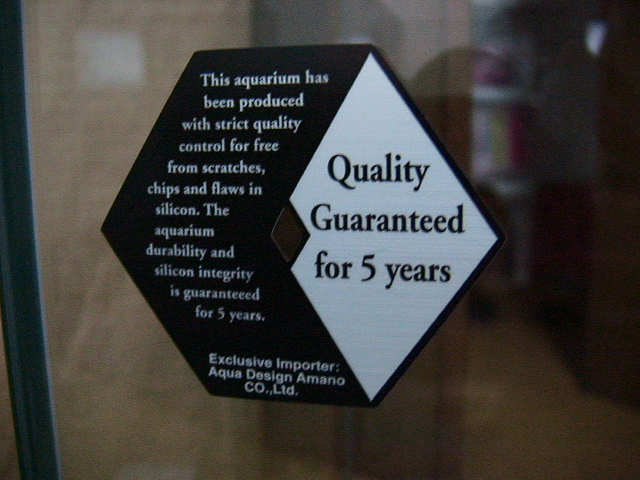 This aquarium has
been produced
with strict quality
control for free
from scratches,
chips and flaws in
silicon. The
aquarium
durability and
silicon integrity
is guaranteeed
for 5 years.
Exclusive Importer:
Aqua Design Amano
CO.,Ltd.
Quality
Guaranteed
for 5 years